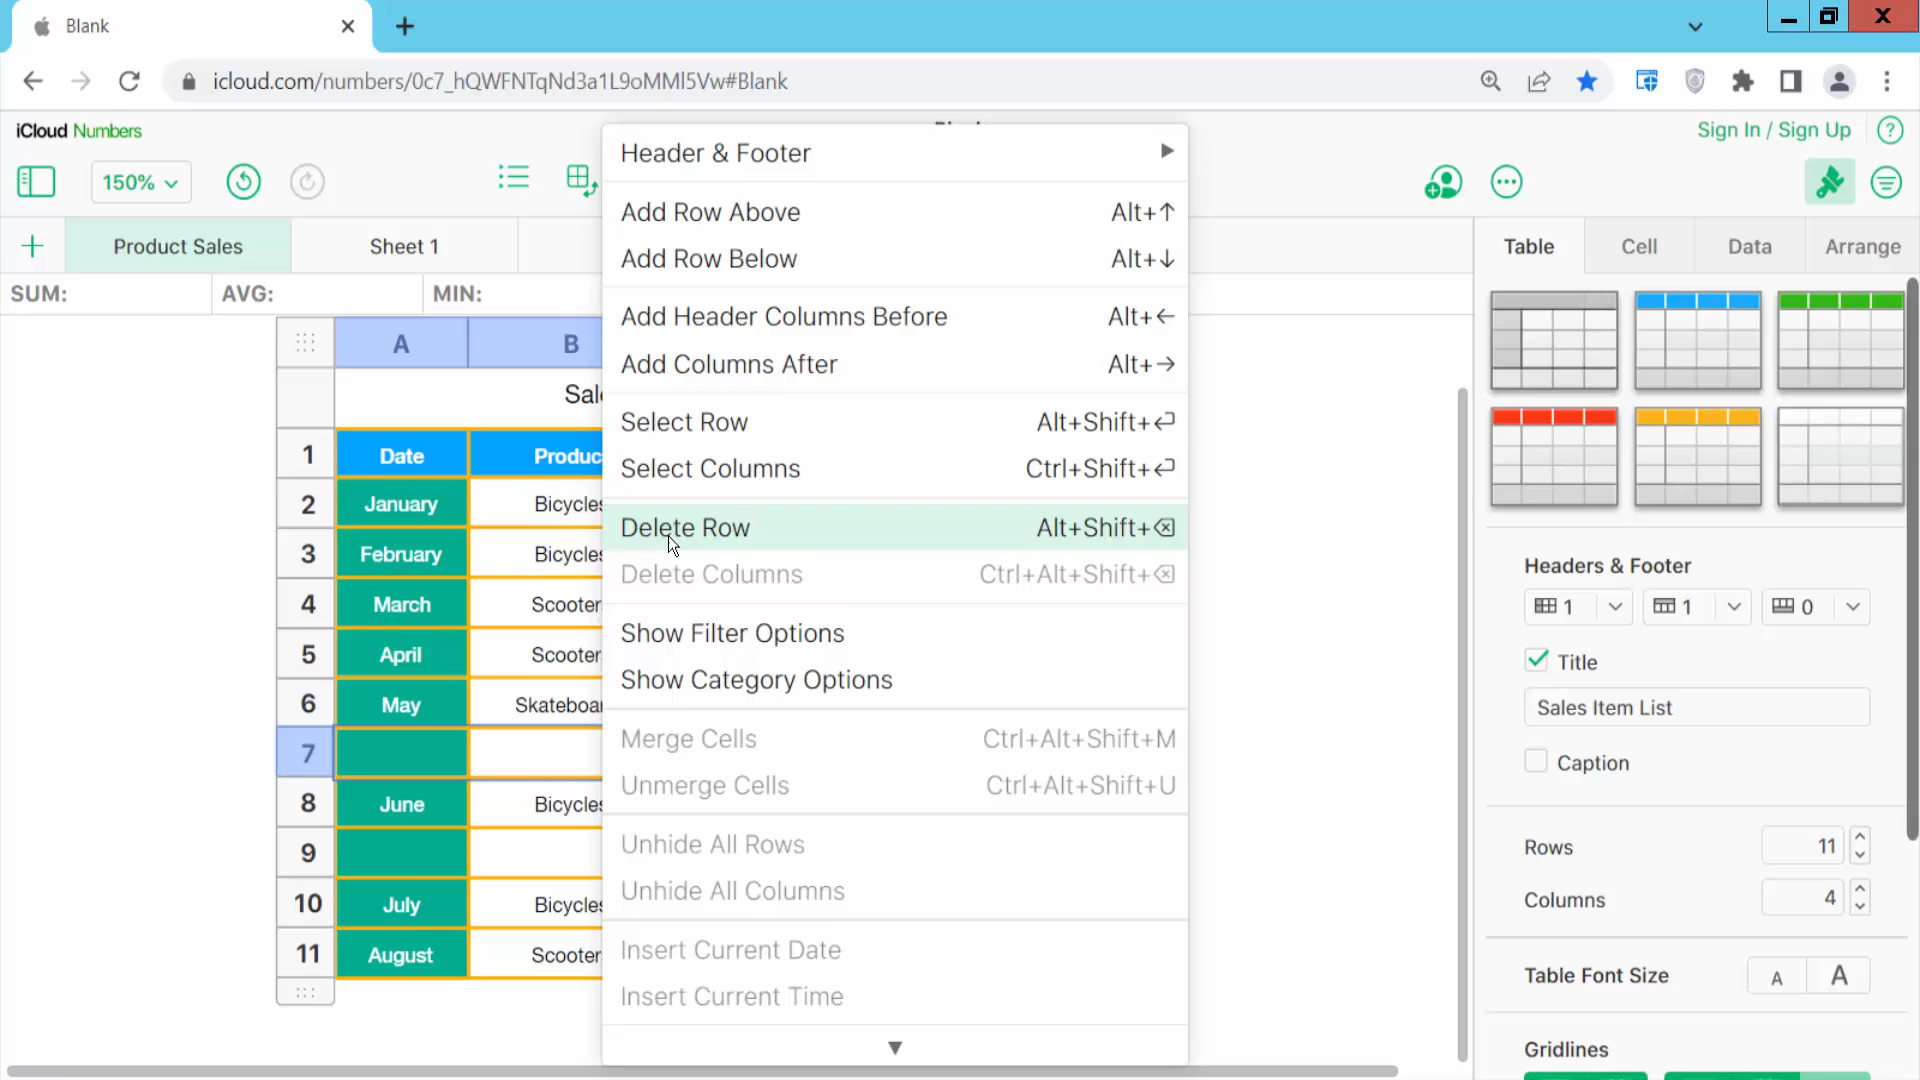 Blank
icloud.com/numbers/0c7_hQWFNTqNd3a1L9oMMl5Vw#Blank
iCloud Numbers
Sign In / Sign Up
150%
Product Sales
Sheet 1
SUM:
AVG:
MIN:
A
B
1
Date
2
January
Bicycles
3
February
Bicycles
4
March
5
April
6
May
7
8
June
Bicycles
9
10
July
Bicycles
11
August
Header & Footer
Add Row Above Alt+↑
Add Row Below Alt+↓
Add Header Columns Before Alt+←
Add Columns After Alt+→
Select Row Alt+Shift+↵
Select Columns Ctrl+Shift+↵
Delete Row Alt+Shift+⌫
Delete Columns Ctrl+Alt+Shift+⌫
Show Filter Options
Show Category Options
Merge Cells Ctrl+Alt+Shift+M
Unmerge Cells Ctrl+Alt+Shift+U
Unhide All Rows
Unhide All Columns
Insert Current Date
Insert Current Time
Table
Cell
Data
Arrange
Headers & Footer
1
1
0
Title
Sales Item List
Caption
Rows 11
Columns 4
Table Font Size A A
Gridlines